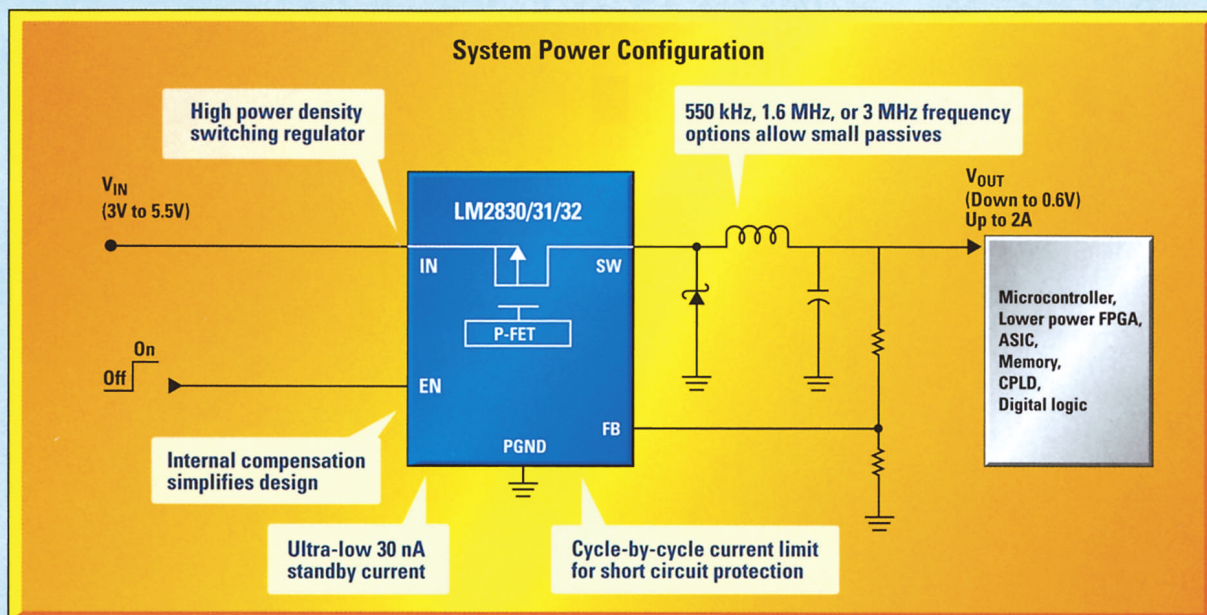 System Power Configuration
High power density
switching regulator
550 kHz, 1.6 MHz, or 3 MHz frequency
options allow small passives
VIN
(3V to 5.5V)
LM2830/31/32
VOUT
(Down to 0.6V)
Up to 2A
IN
SW
P-FET
Microcontroller,
Lower power FPGA,
ASIC,
Memory,
CPLD,
Digital logic
On
Off
EN
FB
PGND
Internal compensation
simplifies design
Ultra-low 30 nA
standby current
Cycle-by-cycle current limit
for short circuit protection